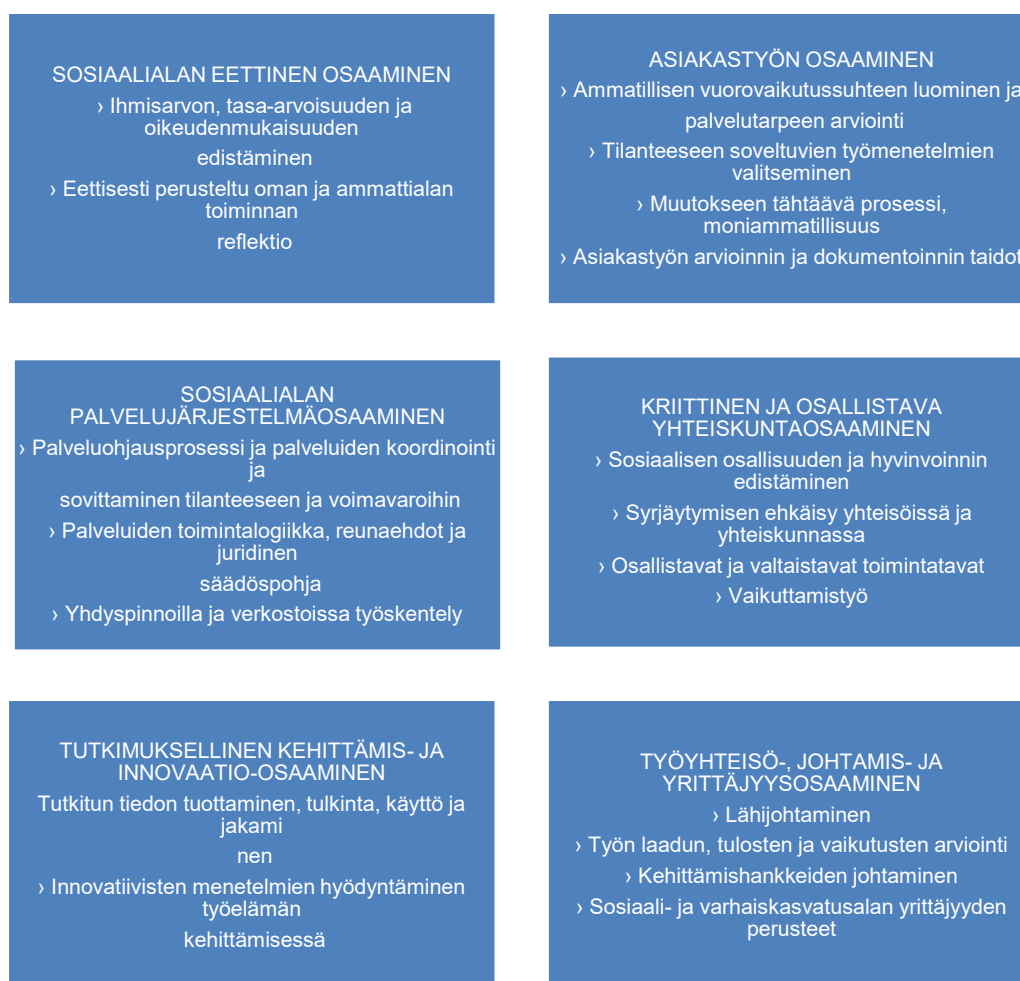 SOSIAALIALAN EETTINEN OSAAMINEN
› Ihmisarvon, tasa-arvoisuuden ja
oikeudenmukaisuuden
edistäminen
› Eettisesti perusteltu oman ja ammattialan
toiminnan
reflektio
ASIAKASTYÖN OSAAMINEN
› Ammatillisen vuorovaikutussuhteen luominen ja
palvelutarpeen arviointi
› Tilanteeseen soveltuvien työmenetelmien
valitseminen
› Muutokseen tähtäävä prosessi,
moniammatillisuus
› Asiakastyön arvioinnin ja dokumentoinnin taidot
SOSIAALIALAN
PALVELUJÄRJESTELMÄOSAAMINEN
› Palveluohjausprosessi ja palveluiden koordinointi
ja
sovittaminen tilanteeseen ja voimavaroihin
› Palveluiden toimintalogiikka, reunaehdot ja
juridinen
säädöspohja
› Yhdyspinnoilla ja verkostoissa työskentely
KRIITTINEN JA OSALLISTAVA
YHTEISKUNTAOSAAMINEN
› Sosiaalisen osallisuuden ja hyvinvoinnin
edistäminen
› Syrjäytymisen ehkäisy yhteisöissä ja
yhteiskunnassa
› Osallistavat ja valtaistavat toimintatavat
› Vaikuttamistyö
TUTKIMUKSELLINEN KEHITTÄMIS- JA
INNOVAATIO-OSAAMINEN
Tutkitun tiedon tuottaminen, tulkinta, käyttö ja
jakami
nen
› Innovatiivisten menetelmien hyödyntäminen
työelämän
kehittämisessä
TYÖYHTEISÖ-, JOHTAMIS- JA
YRITTÄJYYSOSAAMINEN
› Lähijohtaminen
› Työn laadun, tulosten ja vaikutusten arviointi
› Kehittämishankkeiden johtaminen
› Sosiaali- ja varhaiskasvatusalan yrittäjyyden
perusteet